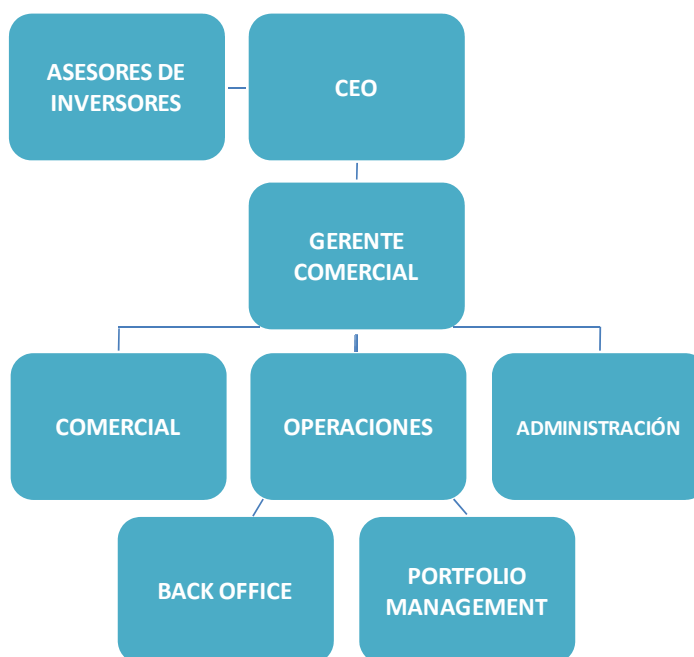 ASESORES DE
INVERSORES
CEO
GERENTE
COMERCIAL
COMERCIAL
OPERACIONES
ADMINISTRACIÓN
BACK OFFICE
PORTFOLIO
MANAGEMENT